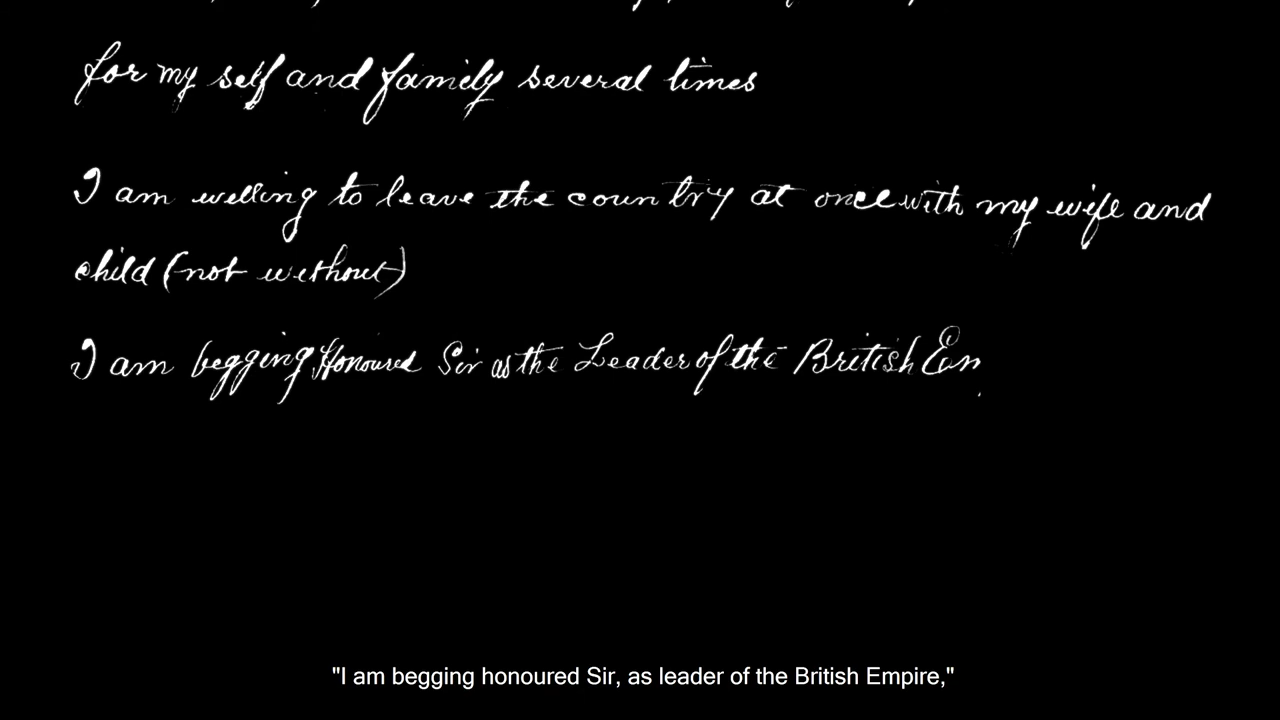 for my self and family several times
I am welling to leave the country at once with my wife and
child (not without)
I am begging Honoured Sir as the Leader of the British Em
"I am begging honoured Sir, as leader of the British Empire,"